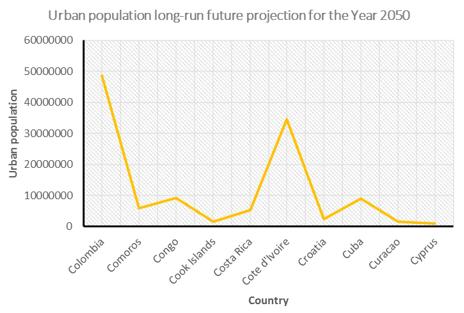 Urban population long-run future projection for the Year 2050
60000000
50000000
40000000
30000000
20000000
10000000
0
Urban population
Colombia
Comoros
Congo
Cook Islands
Costa Rica
Cote d'Ivoire
Croatia
Cuba
Curacao
Cyprus
Country